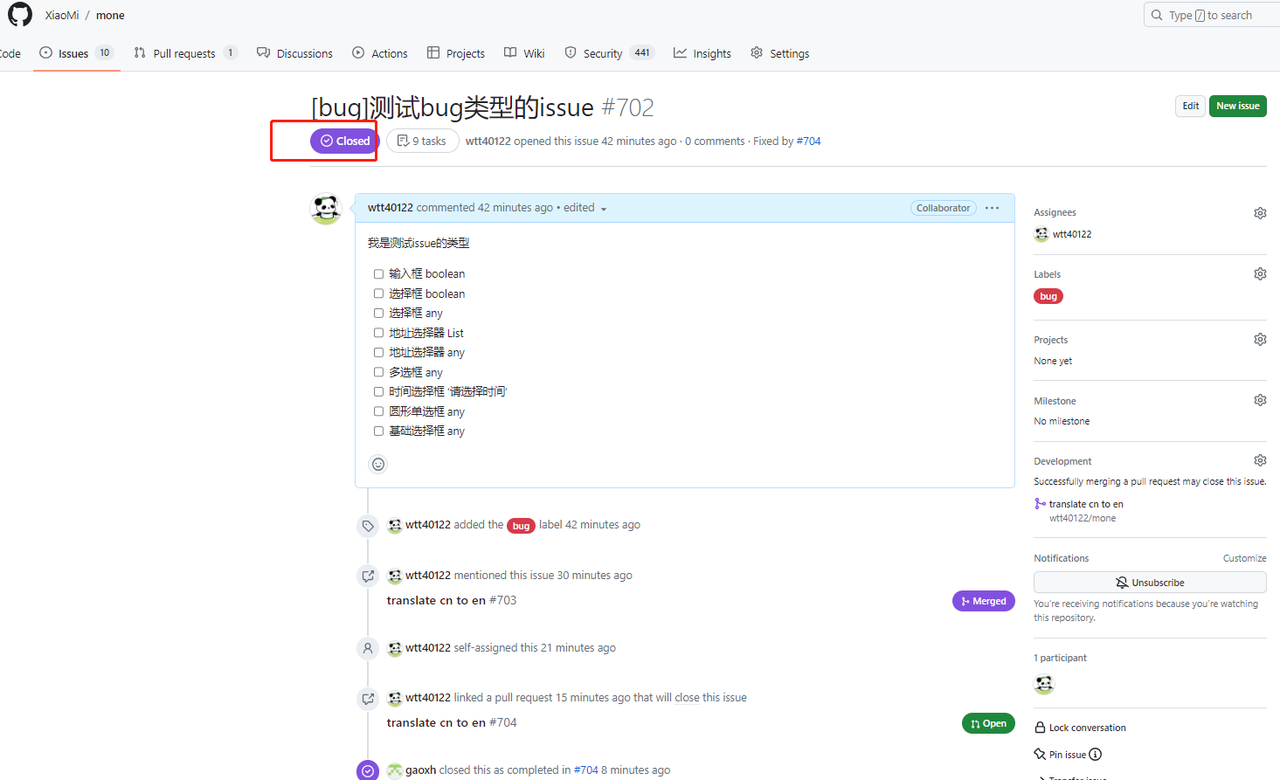 XiaoMi / mone
Type / to search
Code
Issues 10
Pull requests 1
Discussions
Actions
Projects
Wiki
Security 441
Insights
Settings
[bug]测试bug类型的issue #702
Edit
New issue
Closed
9 tasks
wtt40122 opened this issue 42 minutes ago · 0 comments · Fixed by #704
wtt40122 commented 42 minutes ago • edited
Collaborator
我是测试issue的类型
输入框 boolean
选择框 boolean
选择框 any
地址选择器 List
地址选择器 any
多选框 any
时间选择框 '请选择时间'
圆形单选框 any
基础选择框 any
wtt40122 added the bug label 42 minutes ago
wtt40122 mentioned this issue 30 minutes ago
translate cn to en #703
Merged
wtt40122 self-assigned this 21 minutes ago
wtt40122 linked a pull request 15 minutes ago that will close this issue
translate cn to en #704
Open
gaoxh closed this as completed in #704 8 minutes ago
Assignees
wtt40122
Labels
bug
Projects
None yet
Milestone
No milestone
Development
Successfully merging a pull request may close this issue.
translate cn to en
wtt40122/mone
Notifications
Customize
Unsubscribe
You're receiving notifications because you're watching
this repository.
1 participant
Lock conversation
Pin issue
Transfer issue